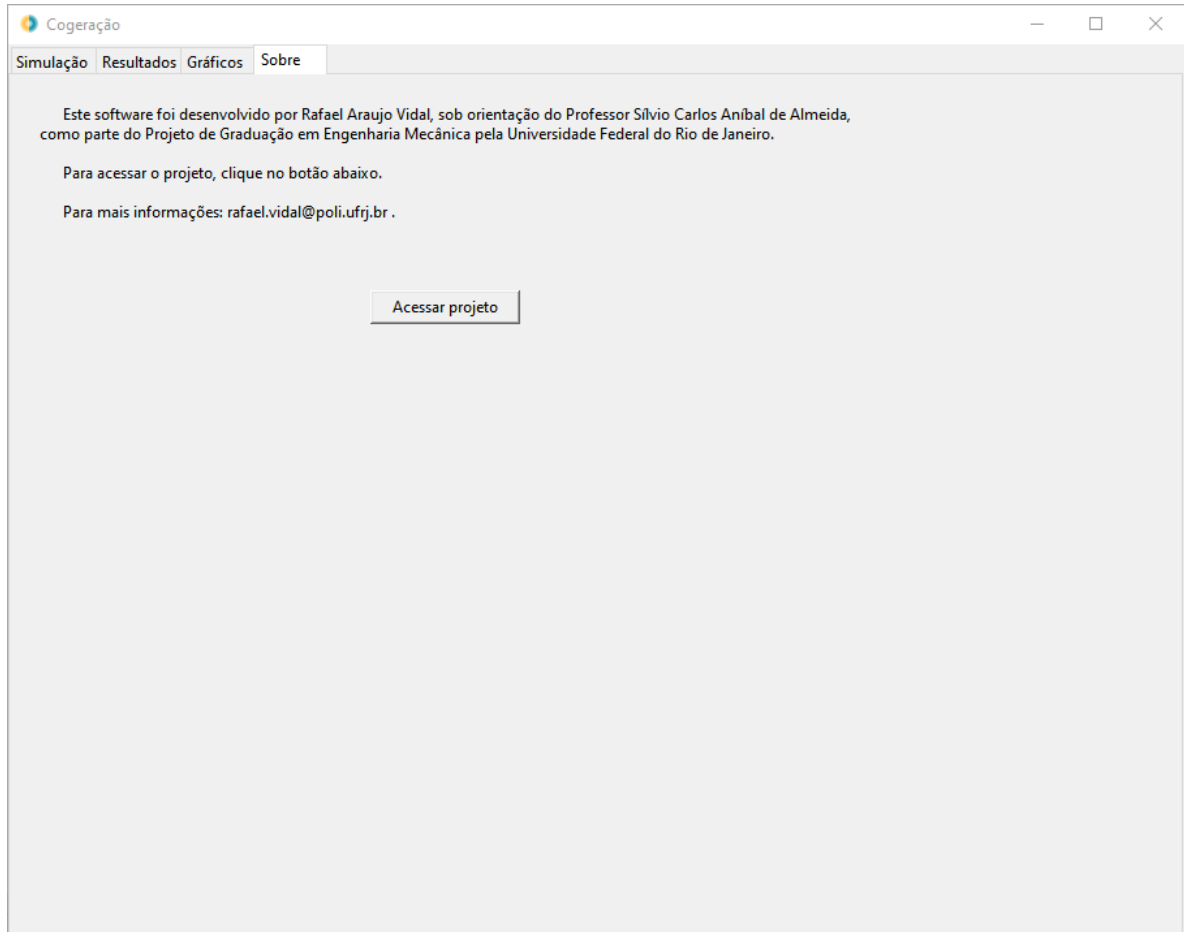 Cogeração
Simulação Resultados Gráficos Sobre
Este software foi desenvolvido por Rafael Araujo Vidal, sob orientação do Professor Sílvio Carlos Aníbal de Almeida,
como parte do Projeto de Graduação em Engenharia Mecânica pela Universidade Federal do Rio de Janeiro.
Para acessar o projeto, clique no botão abaixo.
Para mais informações: rafael.vidal@poli.ufrj.br .
Acessar projeto